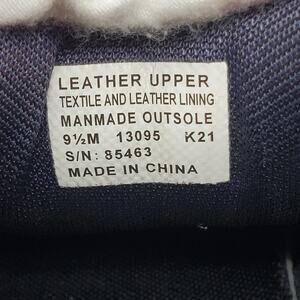 LEATHER UPPER
TEXTILE AND LEATHER LINING
MANMADE OUTSOLE
9½M 13095 K21
S/N: 85463
MADE IN CHINA